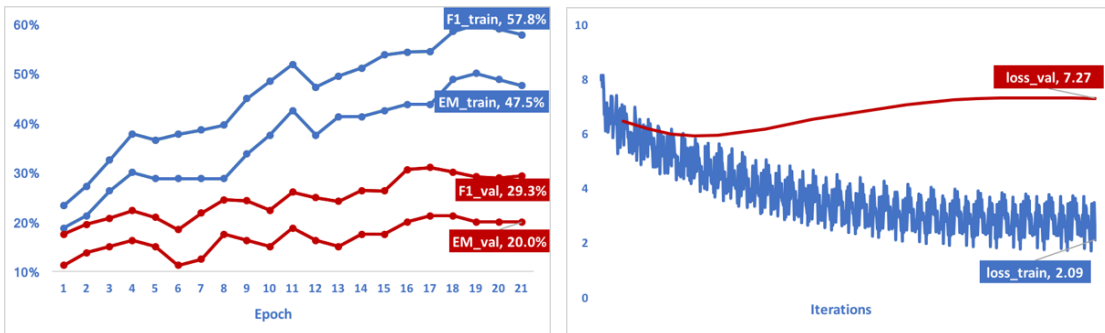 60%
50%
40%
30%
20%
10%
F1_train, 57.8%
EM_train, 47.5%
F1_val, 29.3%
EM_val, 20.0%
1 2 3 4 5 6 7 8 9 10 11 12 13 14 15 16 17 18 19 20 21
Epoch
10
8
6
4
2
0
loss_val, 7.27
loss_train, 2.09
Iterations